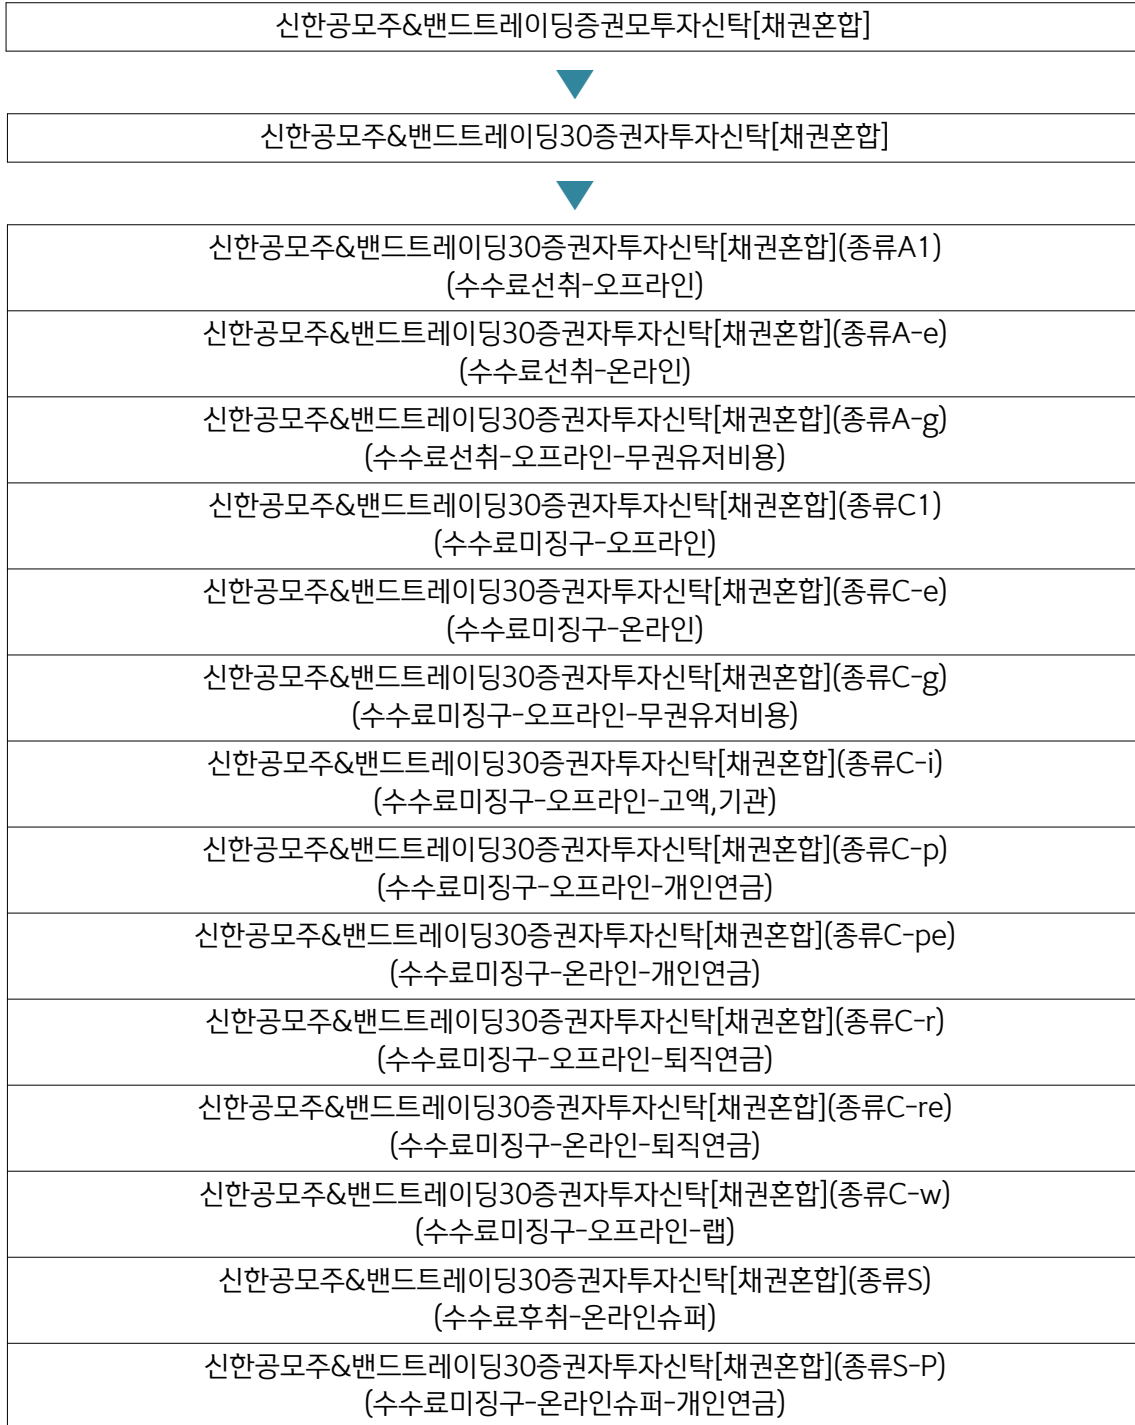 신한공모주&밴드트레이딩증권모투자신탁[채권혼합]
신한공모주&밴드트레이딩30증권자투자신탁[채권혼합]
신한공모주&밴드트레이딩30증권자투자신탁[채권혼합](종류A1)
(수수료선취-오프라인)
신한공모주&밴드트레이딩30증권자투자신탁[채권혼합](종류A-e)
(수수료선취-온라인)
신한공모주&밴드트레이딩30증권자투자신탁[채권혼합](종류A-g)
(수수료선취-오프라인-무권유저비용)
신한공모주&밴드트레이딩30증권자투자신탁[채권혼합](종류C1)
(수수료미징구-오프라인)
신한공모주&밴드트레이딩30증권자투자신탁[채권혼합](종류C-e)
(수수료미징구-온라인)
신한공모주&밴드트레이딩30증권자투자신탁[채권혼합](종류C-g)
(수수료미징구-오프라인-무권유저비용)
신한공모주&밴드트레이딩30증권자투자신탁[채권혼합](종류C-i)
(수수료미징구-오프라인-고액,기관)
신한공모주&밴드트레이딩30증권자투자신탁[채권혼합](종류C-p)
(수수료미징구-오프라인-개인연금)
신한공모주&밴드트레이딩30증권자투자신탁[채권혼합](종류C-pe)
(수수료미징구-온라인-개인연금)
신한공모주&밴드트레이딩30증권자투자신탁[채권혼합](종류C-r)
(수수료미징구-오프라인-퇴직연금)
신한공모주&밴드트레이딩30증권자투자신탁[채권혼합](종류C-re)
(수수료미징구-온라인-퇴직연금)
신한공모주&밴드트레이딩30증권자투자신탁[채권혼합](종류C-w)
(수수료미징구-오프라인-랩)
신한공모주&밴드트레이딩30증권자투자신탁[채권혼합](종류S)
(수수료후취-온라인슈퍼)
신한공모주&밴드트레이딩30증권자투자신탁[채권혼합](종류S-P)
(수수료미징구-온라인슈퍼-개인연금)